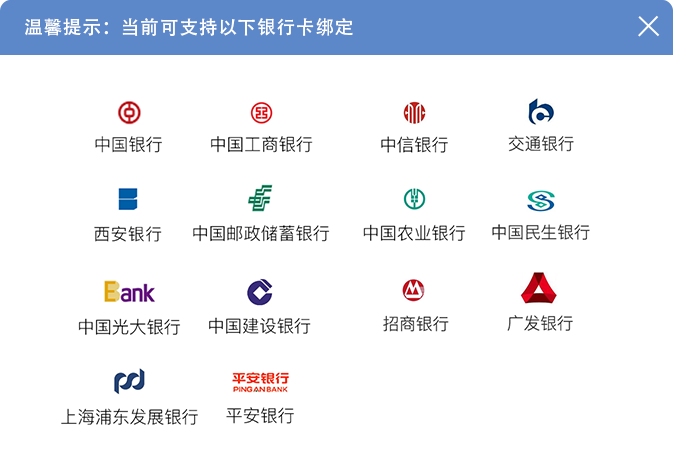 温馨提示：当前可支持以下银行卡绑定
中国银行 中国工商银行 中信银行 交通银行
西安银行 中国邮政储蓄银行 中国农业银行 中国民生银行
Bank
中国光大银行 中国建设银行 招商银行 广发银行
平安银行
PINGAN BANK
上海浦东发展银行 平安银行